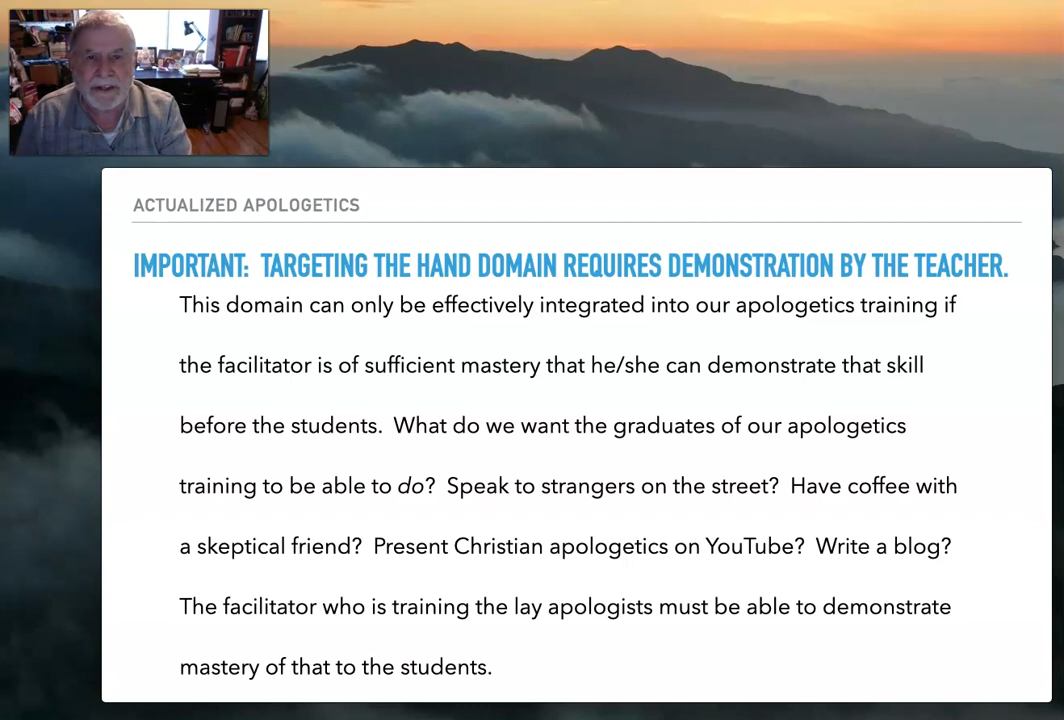 ACTUALIZED APOLOGETICS
IMPORTANT: TARGETING THE HAND DOMAIN REQUIRES DEMONSTRATION BY THE TEACHER.
This domain can only be effectively integrated into our apologetics training if
the facilitator is of sufficient mastery that he/she can demonstrate that skill
before the students. What do we want the graduates of our apologetics
training to be able to do? Speak to strangers on the street? Have coffee with
a skeptical friend? Present Christian apologetics on YouTube? Write a blog?
The facilitator who is training the lay apologists must be able to demonstrate
mastery of that to the students.